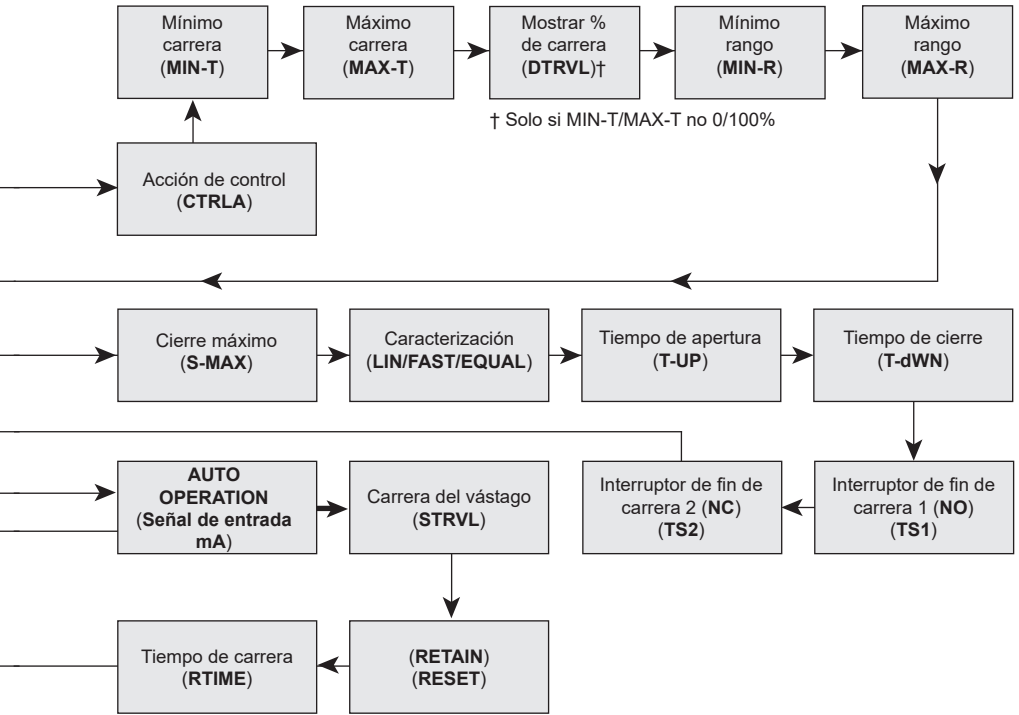 Mínimo
carrera
(MIN-T)
Máximo
carrera
(MAX-T)
Mostrar %
de carrera
(DTRVL)†
Mínimo
rango
(MIN-R)
Máximo
rango
(MAX-R)
† Solo si MIN-T/MAX-T no 0/100%
Acción de control
(CTRLA)
Cierre máximo
(S-MAX)
Caracterización
(LIN/FAST/EQUAL)
Tiempo de apertura
(T-UP)
Tiempo de cierre
(T-dWN)
AUTO
OPERATION
(Señal de entrada
mA)
Carrera del vástago
(STRVL)
Interruptor de fin de
carrera 2 (NC)
(TS2)
Interruptor de fin de
carrera 1 (NO)
(TS1)
Tiempo de carrera
(RTIME)
(RETAIN)
(RESET)